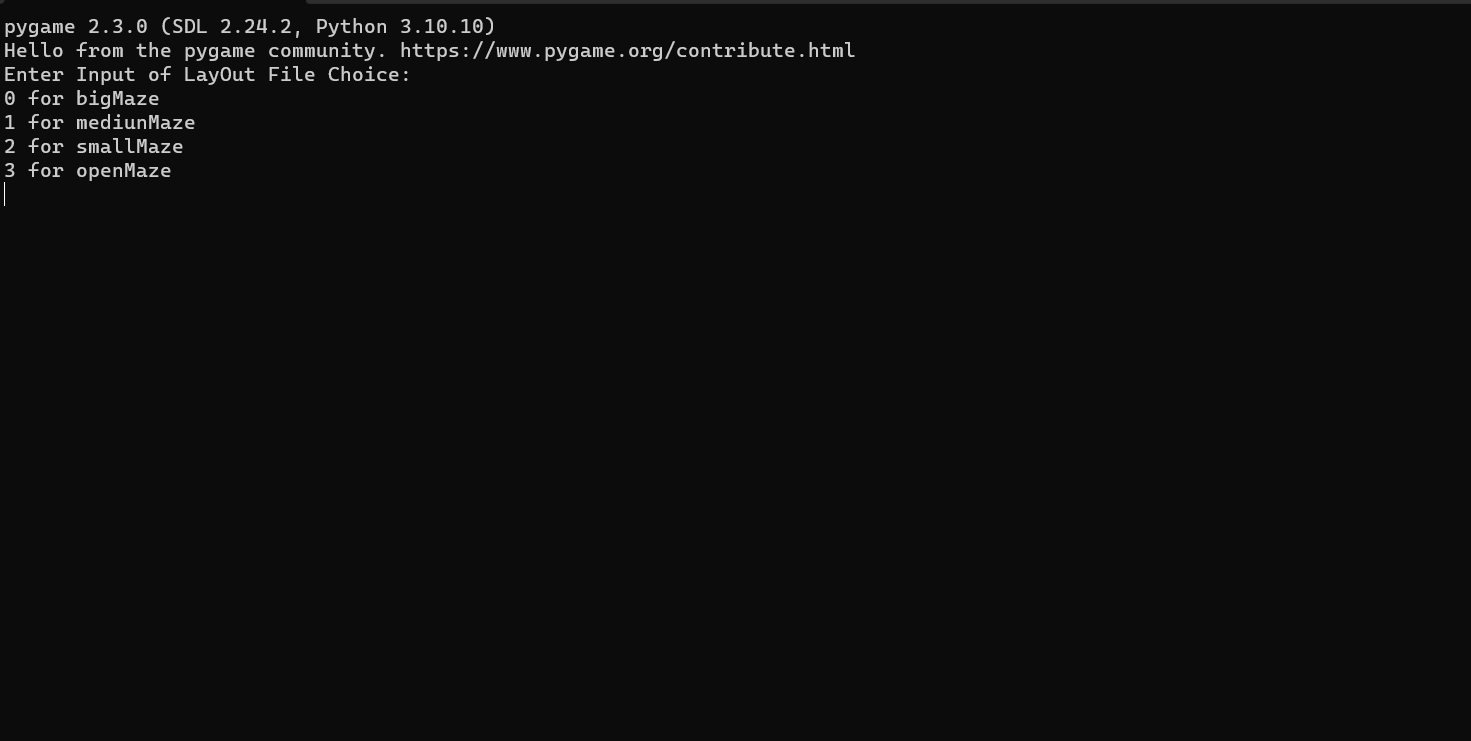 pygame 2.3.0 (SDL 2.24.2, Python 3.10.10)
Hello from the pygame community. https://www.pygame.org/contribute.html
Enter Input of LayOut File Choice:
0 for bigMaze
1 for mediunMaze
2 for smallMaze
3 for openMaze